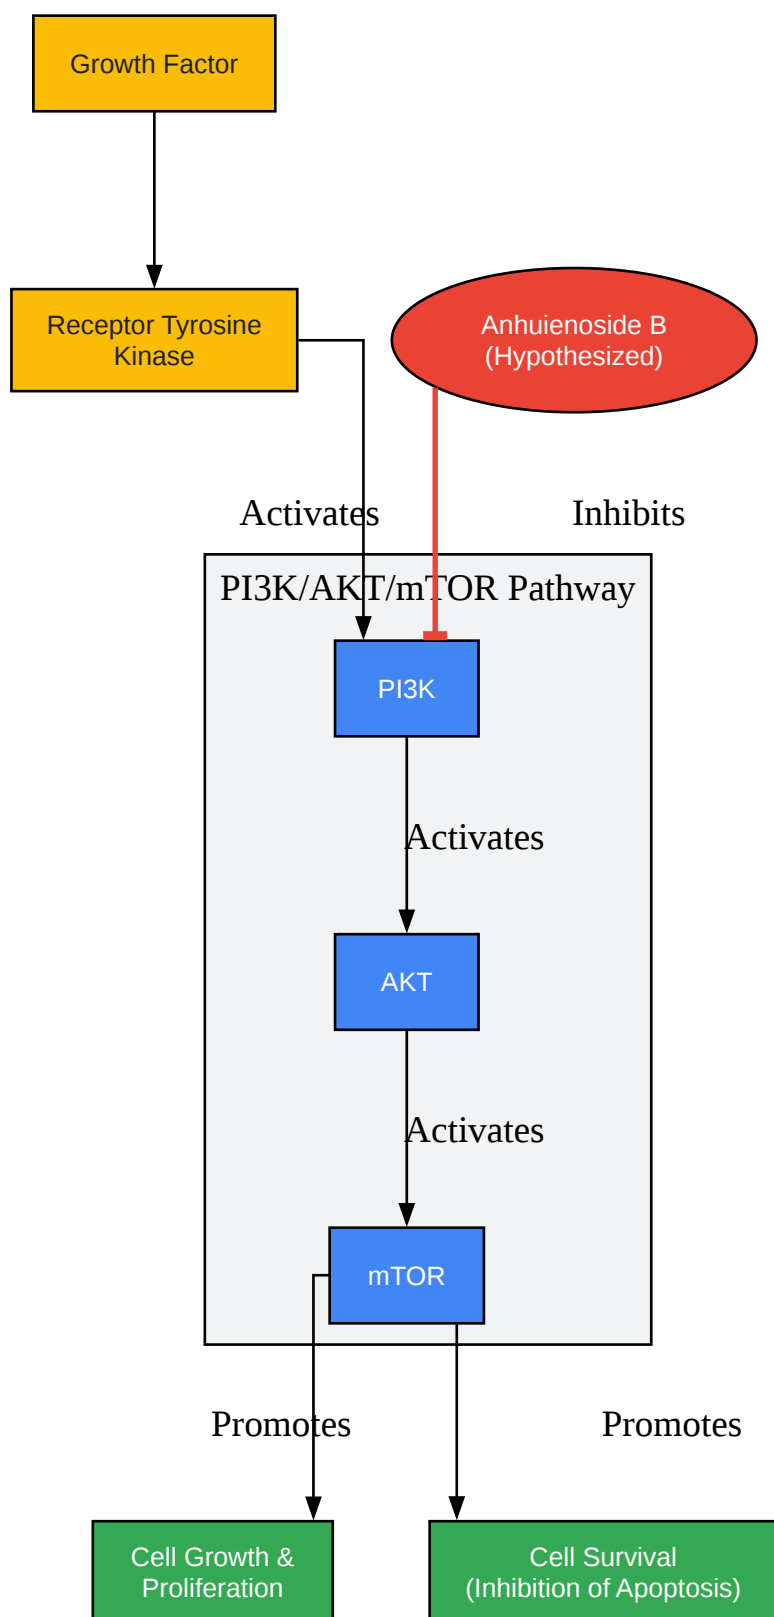 Growth Factor
Receptor Tyrosine
Kinase
Anhuienoside B
(Hypothesized)
Activates
Inhibits
PI3K/AKT/mTOR Pathway
PI3K
Activates
AKT
Activates
mTOR
Promotes
Promotes
Cell Growth &
Proliferation
Cell Survival
(Inhibition of Apoptosis)